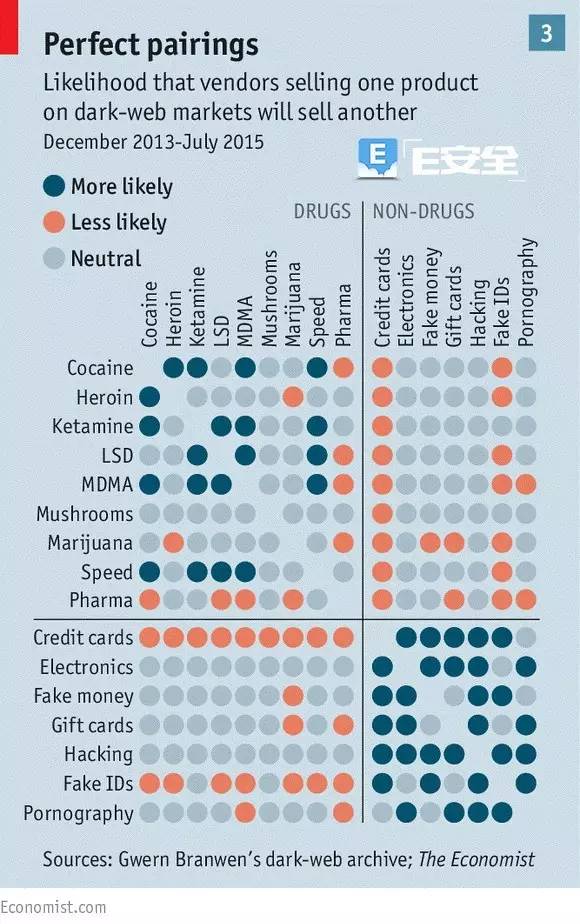 Perfect pairings
3
Likelihood that vendors selling one product
on dark-web markets will sell another
December 2013-July 2015
E
E安全
More likely
Less likely
Neutral
DRUGS
NON-DRUGS
Cocaine
Heroin
Ketamine
LSD
MDMA
Mushrooms
Marijuana
Speed
Pharma
Credit cards
Electronics
Fake money
Gift cards
Hacking
Fake IDs
Pornography
Cocaine
Heroin
Ketamine
LSD
MDMA
Mushrooms
Marijuana
Speed
Pharma
Credit cards
Electronics
Fake money
Gift cards
Hacking
Fake IDs
Pornography
Sources: Gwern Branwen's dark-web archive; The Economist
Economist.com